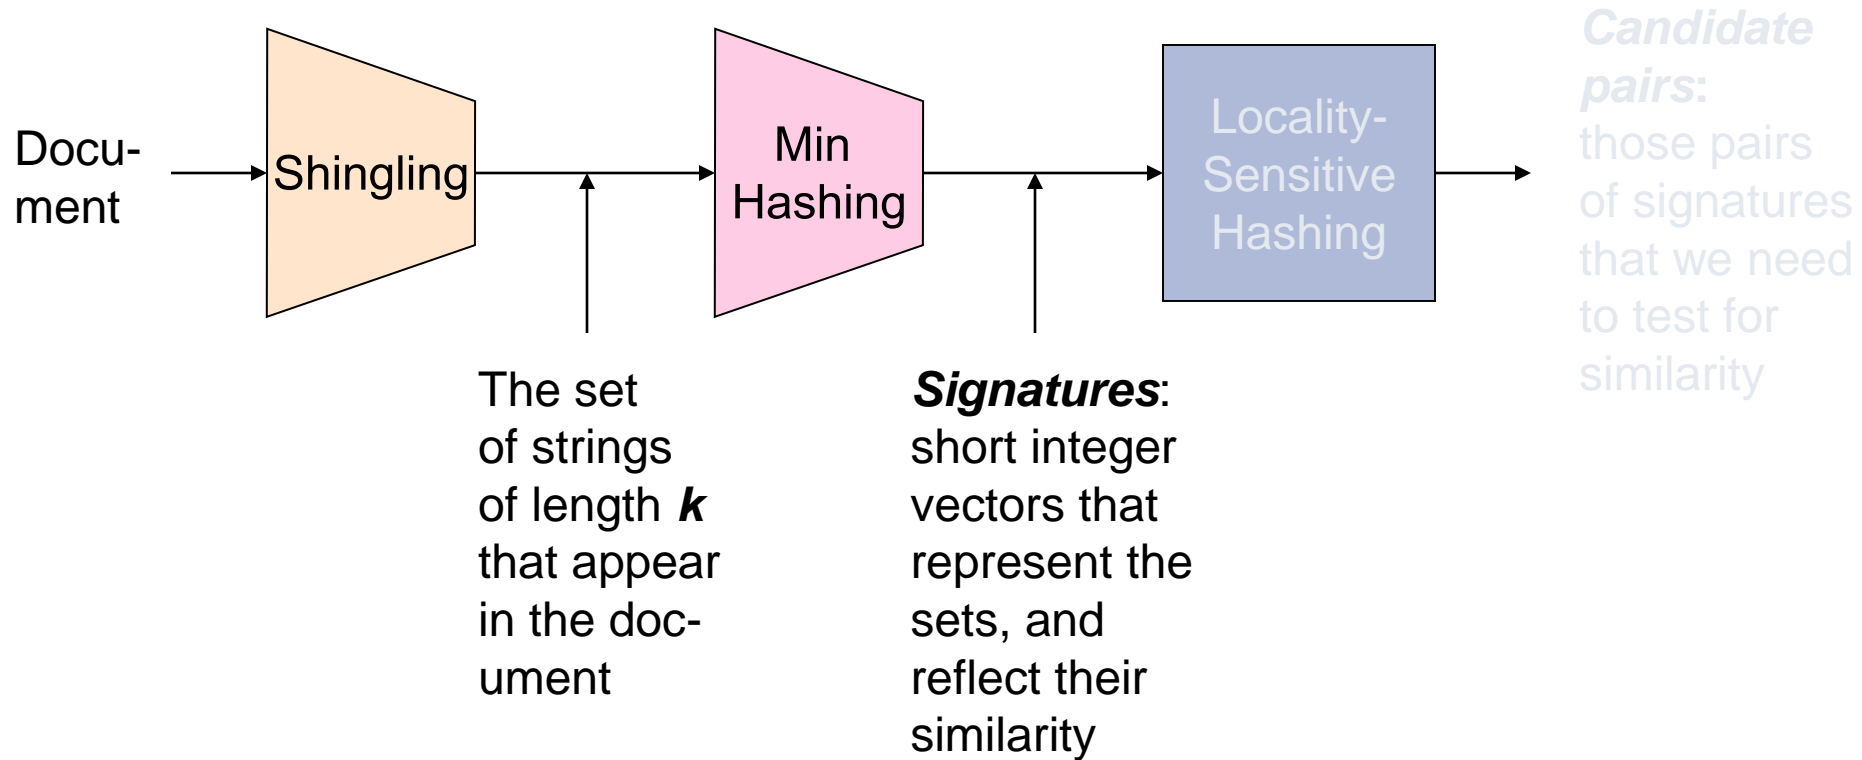 Docu-
ment
Shingling
The set
of strings
of length k
that appear
in the doc-
ument
Min
Hashing
Signatures:
short integer
vectors that
represent the
sets, and
reflect their
similarity
Locality-
Sensitive
Hashing
Candidate
pairs:
those pairs
of signatures
that we need
to test for
similarity